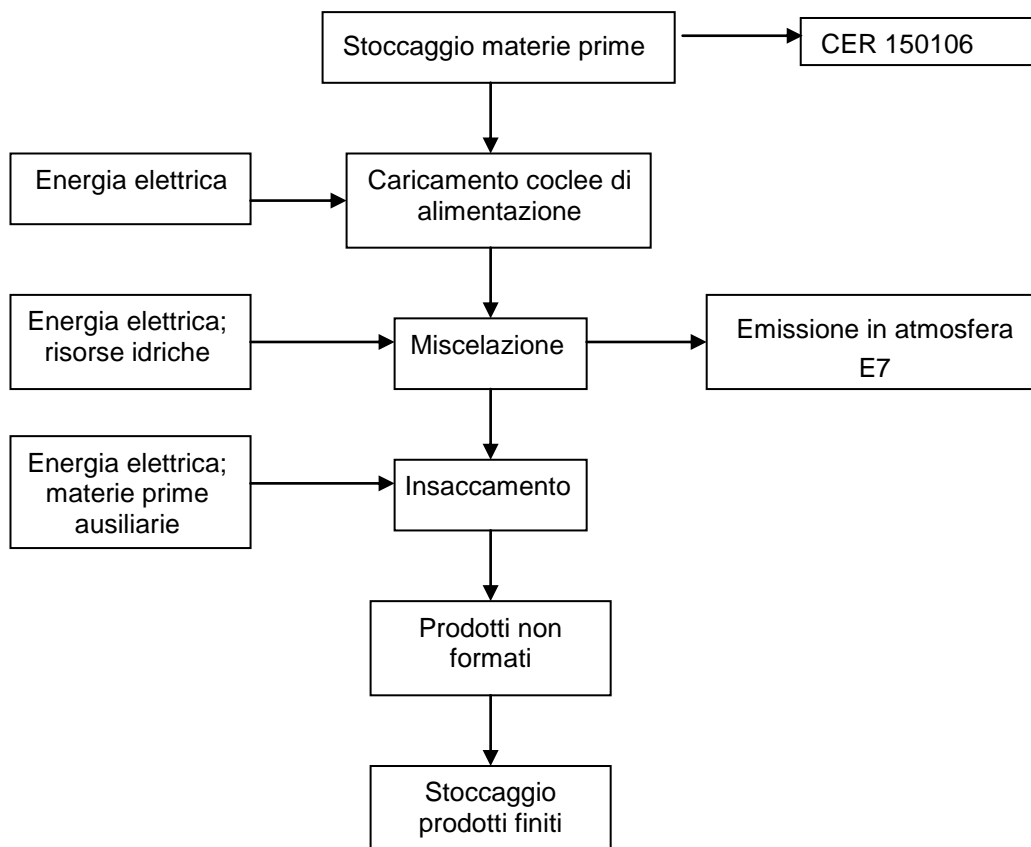 Stoccaggio materie prime
CER 150106
Energia elettrica
Caricamento coclee di
alimentazione
Energia elettrica;
risorse idriche
Miscelazione
Emissione in atmosfera
E7
Energia elettrica;
materie prime
ausiliarie
Insaccamento
Prodotti non
formati
Stoccaggio
prodotti finiti